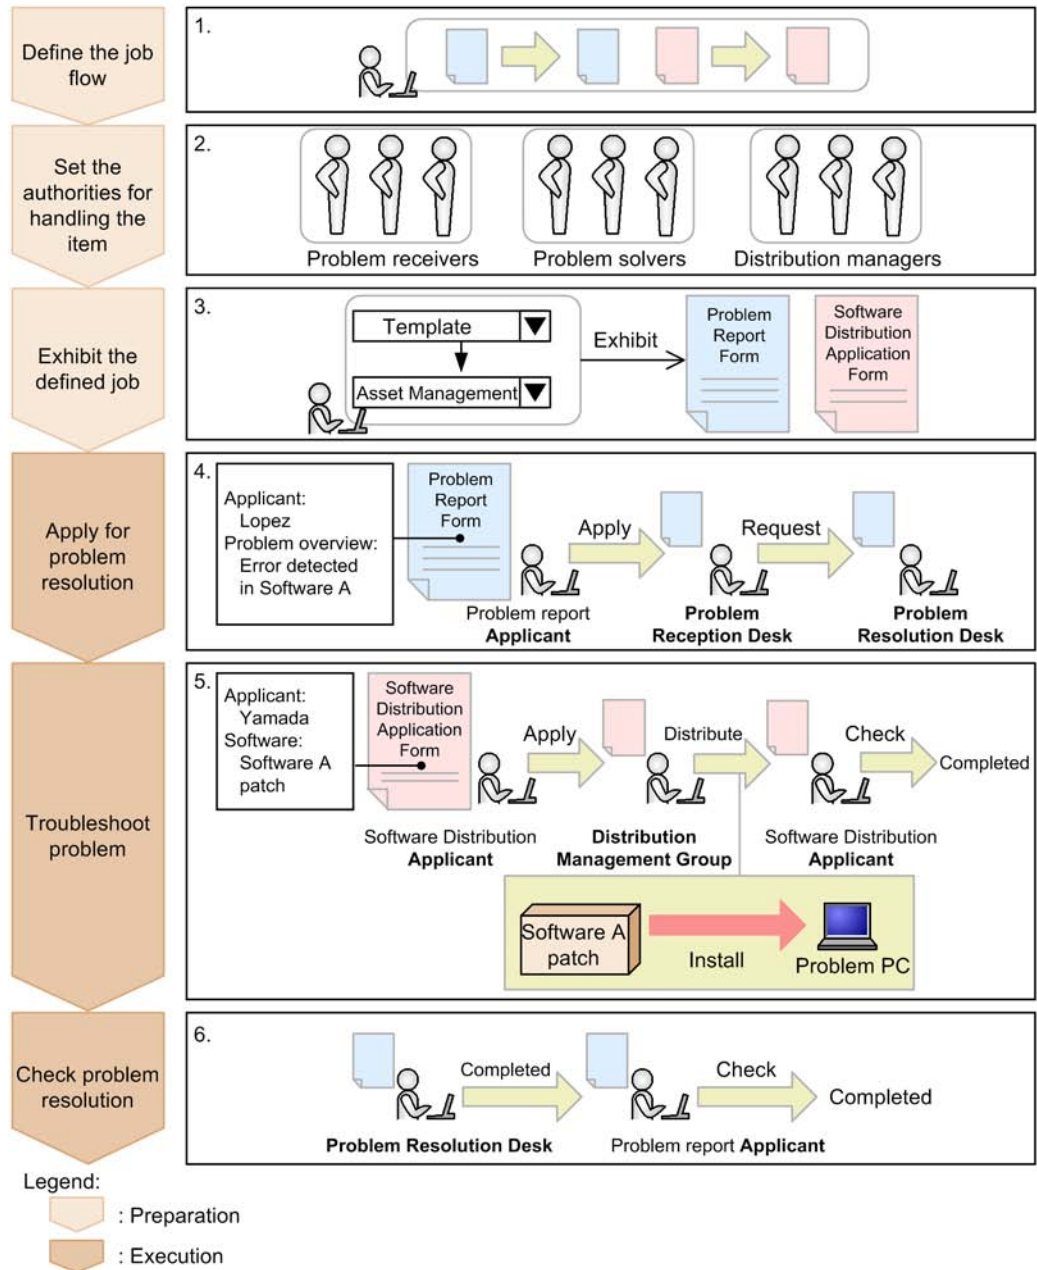 Define the job
flow
1.
Set the
authorities for
handling the
item
2.
Problem receivers
Problem solvers
Distribution managers
Exhibit the
defined job
3.
Template
Asset Management
Exhibit
Problem
Report
Form
Software
Distribution
Application
Form
Apply for
problem
resolution
4.
Applicant:
Lopez
Problem overview:
Error detected
in Software A
Problem
Report
Form
Apply
Request
Problem report
Applicant
Problem
Reception Desk
Problem
Resolution Desk
Troubleshoot
problem
5.
Applicant:
Yamada
Software:
Software A
patch
Software
Distribution
Application
Form
Apply
Distribute
Check
Completed
Software Distribution
Applicant
Distribution
Management Group
Software Distribution
Applicant
Software A
patch
Install
Problem PC
Check problem
resolution
6.
Completed
Check
Completed
Problem Resolution Desk
Problem report Applicant
Legend:
: Preparation
: Execution